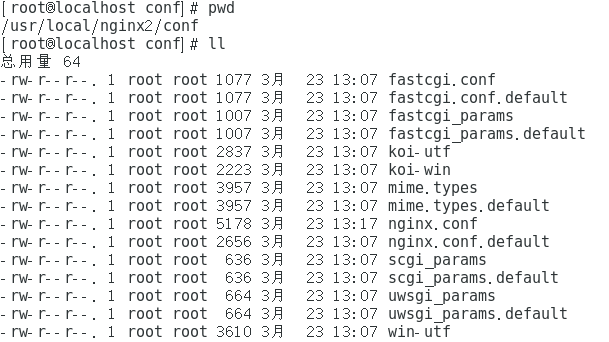 [root@localhost conf]# pwd
/usr/local/nginx2/conf
[root@localhost conf]# ll
总用量 64
-rw-r--r--. 1 root root 1077 3月  23 13:07 fastcgi.conf
-rw-r--r--. 1 root root 1077 3月  23 13:07 fastcgi.conf.default
-rw-r--r--. 1 root root 1007 3月  23 13:07 fastcgi_params
-rw-r--r--. 1 root root 1007 3月  23 13:07 fastcgi_params.default
-rw-r--r--. 1 root root 2837 3月  23 13:07 koi-utf
-rw-r--r--. 1 root root 2223 3月  23 13:07 koi-win
-rw-r--r--. 1 root root 3957 3月  23 13:07 mime.types
-rw-r--r--. 1 root root 3957 3月  23 13:07 mime.types.default
-rw-r--r--. 1 root root 5178 3月  23 13:17 nginx.conf
-rw-r--r--. 1 root root 2656 3月  23 13:07 nginx.conf.default
-rw-r--r--. 1 root root  636 3月  23 13:07 scgi_params
-rw-r--r--. 1 root root  636 3月  23 13:07 scgi_params.default
-rw-r--r--. 1 root root  664 3月  23 13:07 uwsgi_params
-rw-r--r--. 1 root root  664 3月  23 13:07 uwsgi_params.default
-rw-r--r--. 1 root root 3610 3月  23 13:07 win-utf